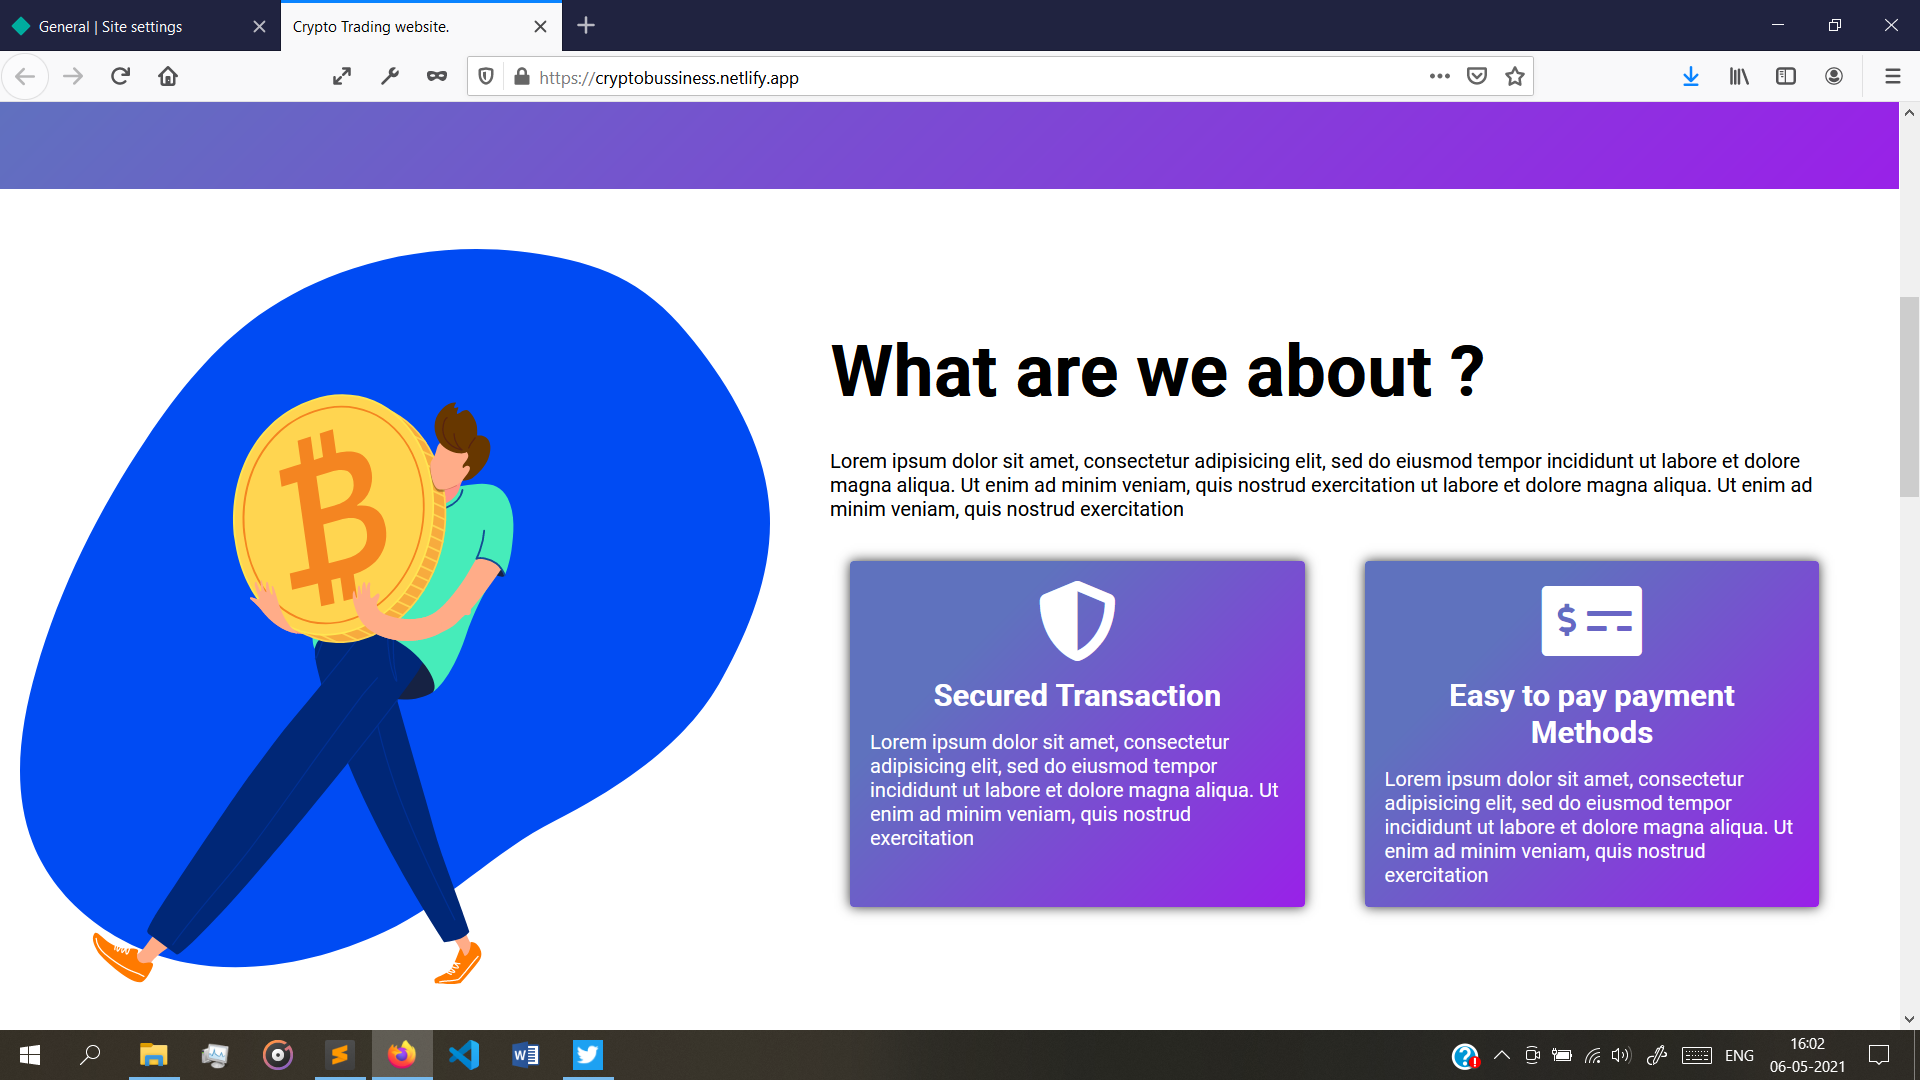 General | Site settings
Crypto Trading website.
https://cryptobussiness.netlify.app
What are we about ?
Lorem ipsum dolor sit amet, consectetur adipisicing elit, sed do eiusmod tempor incididunt ut labore et dolore
magna aliqua. Ut enim ad minim veniam, quis nostrud exercitation ut labore et dolore magna aliqua. Ut enim ad
minim veniam, quis nostrud exercitation
Secured Transaction
Lorem ipsum dolor sit amet, consectetur
adipisicing elit, sed do eiusmod tempor
incididunt ut labore et dolore magna aliqua. Ut
enim ad minim veniam, quis nostrud
exercitation
Easy to pay payment
Methods
Lorem ipsum dolor sit amet, consectetur
adipisicing elit, sed do eiusmod tempor
incididunt ut labore et dolore magna aliqua. Ut
enim ad minim veniam, quis nostrud
exercitation
ENG
16:02
06-05-2021